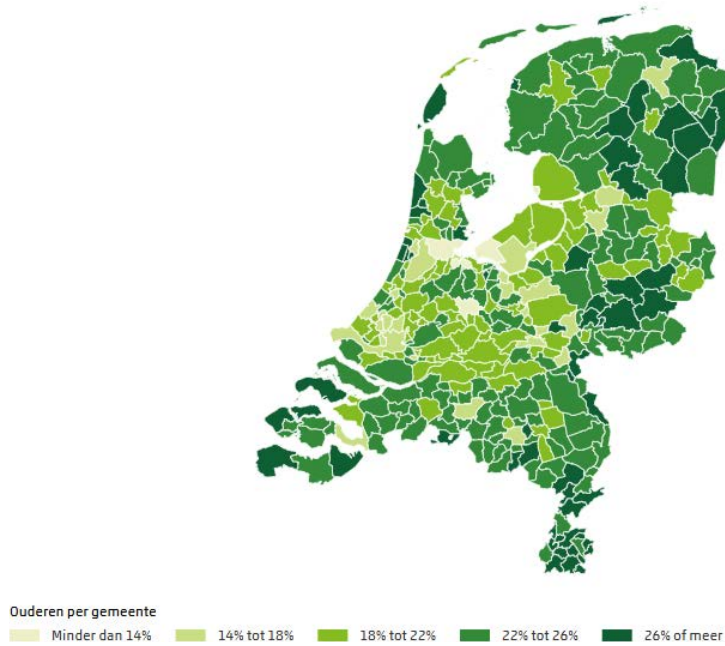 Ouderen per gemeente
Minder dan 14% 14% tot 18% 18% tot 22% 22% tot 26% 26% of meer